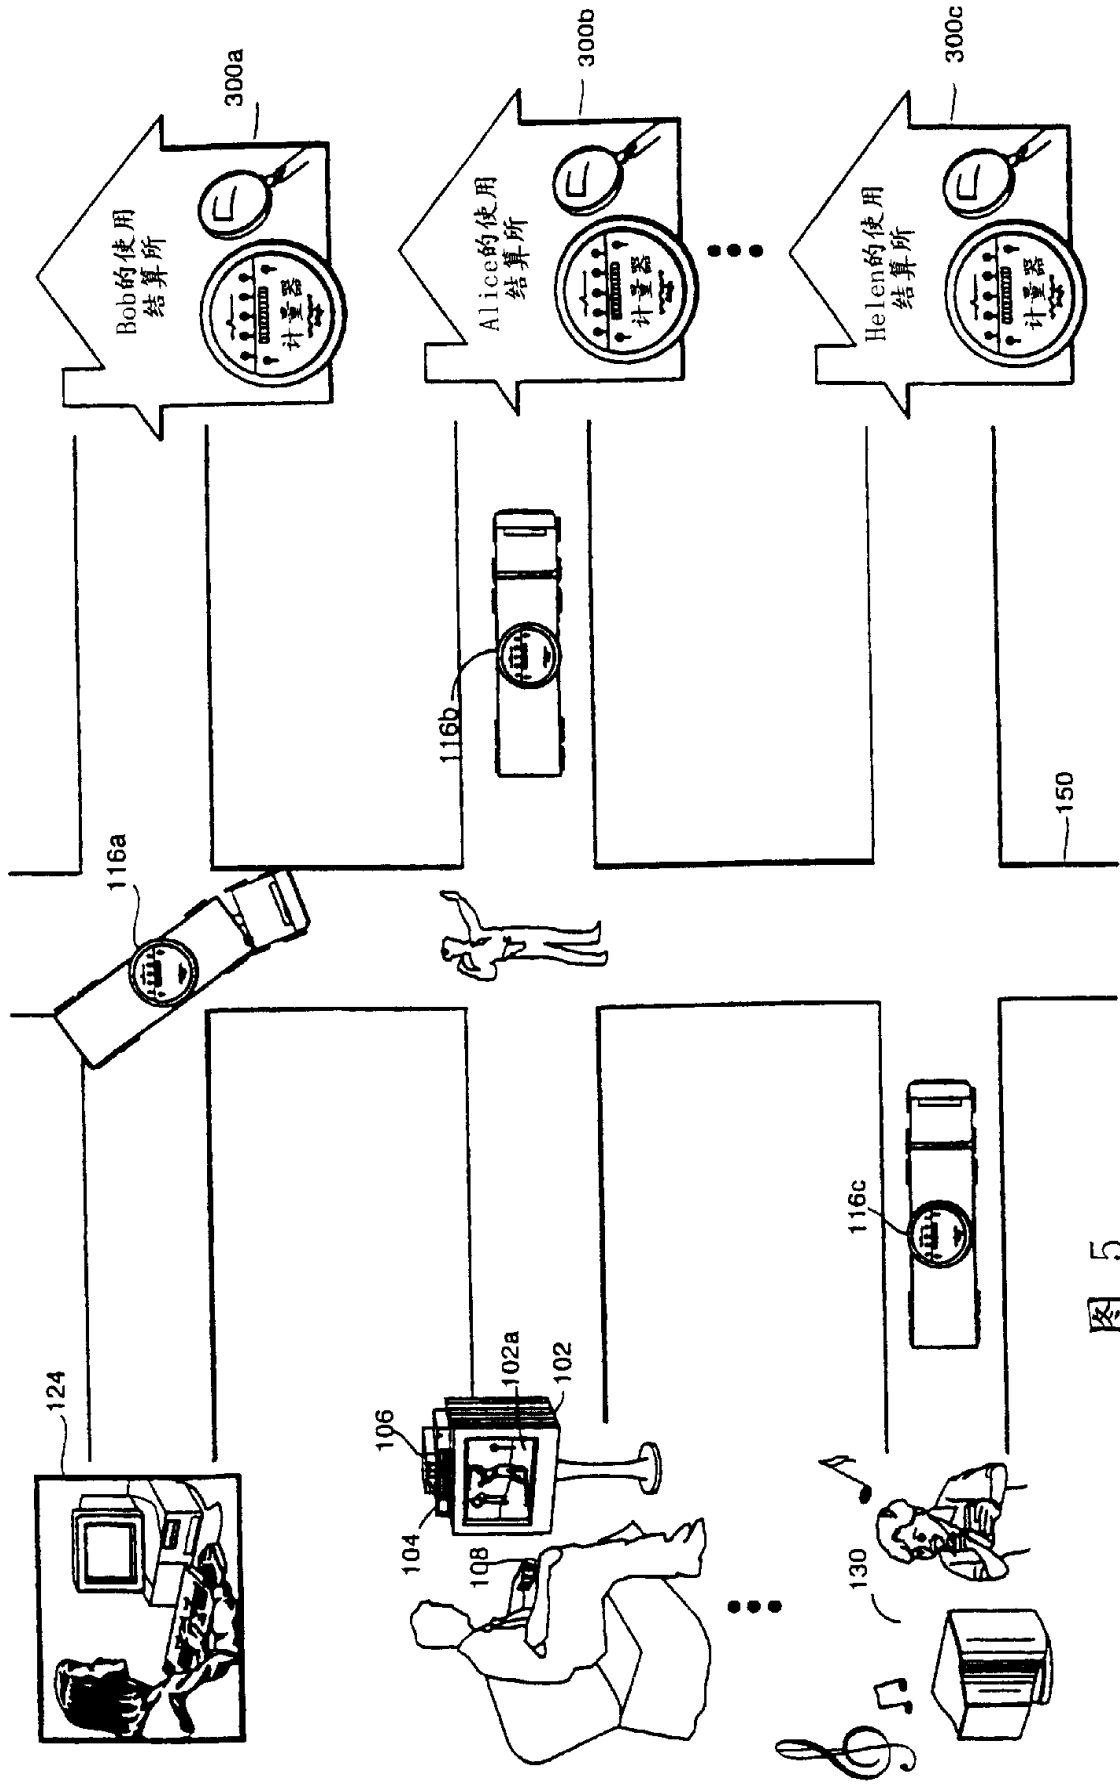 124
116a
Bob的使用
结算所
300a
计量器
106
104
108
102a
102
116b
Alice的使用
结算所
300b
计量器
130
116c
Helen的使用
结算所
300c
计量器
150
图 5